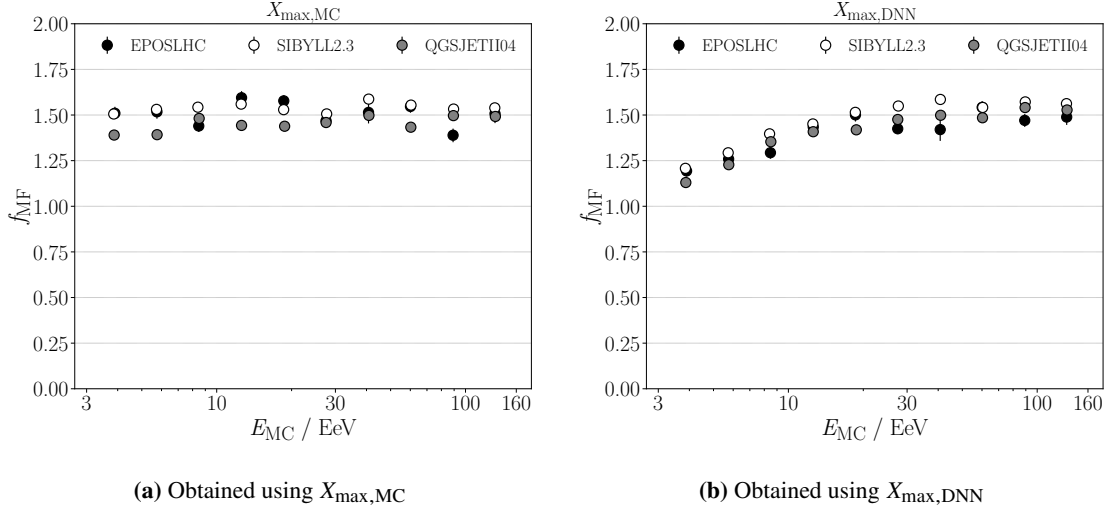 X_max,MC
EPOSLHC SIBYLL2.3 QGSJETII04
2.00
1.75
1.50
1.25
1.00
0.75
0.50
0.25
0.00
f_MF
3 10 30 100 160
E_MC / EeV
(a) Obtained using X_max,MC
X_max,DNN
EPOSLHC SIBYLL2.3 QGSJETII04
2.00
1.75
1.50
1.25
1.00
0.75
0.50
0.25
0.00
f_MF
3 10 30 100 160
E_MC / EeV
(b) Obtained using X_max,DNN